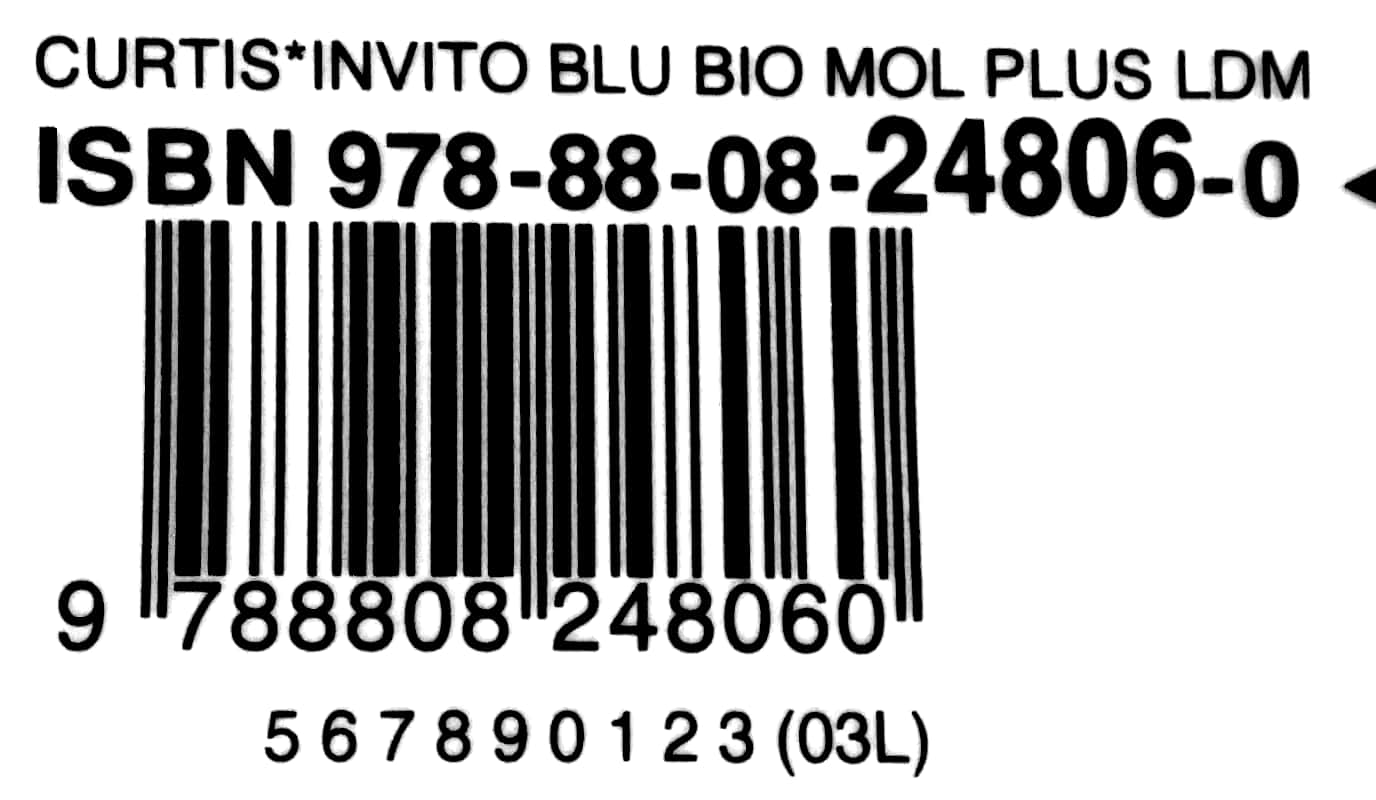 CURTIS*INVITO BLU BIO MOL PLUS LDM
ISBN 978-88-08-24806-0
9 788808 248060
5 6 7 8 9 0 1 2 3 (03L)